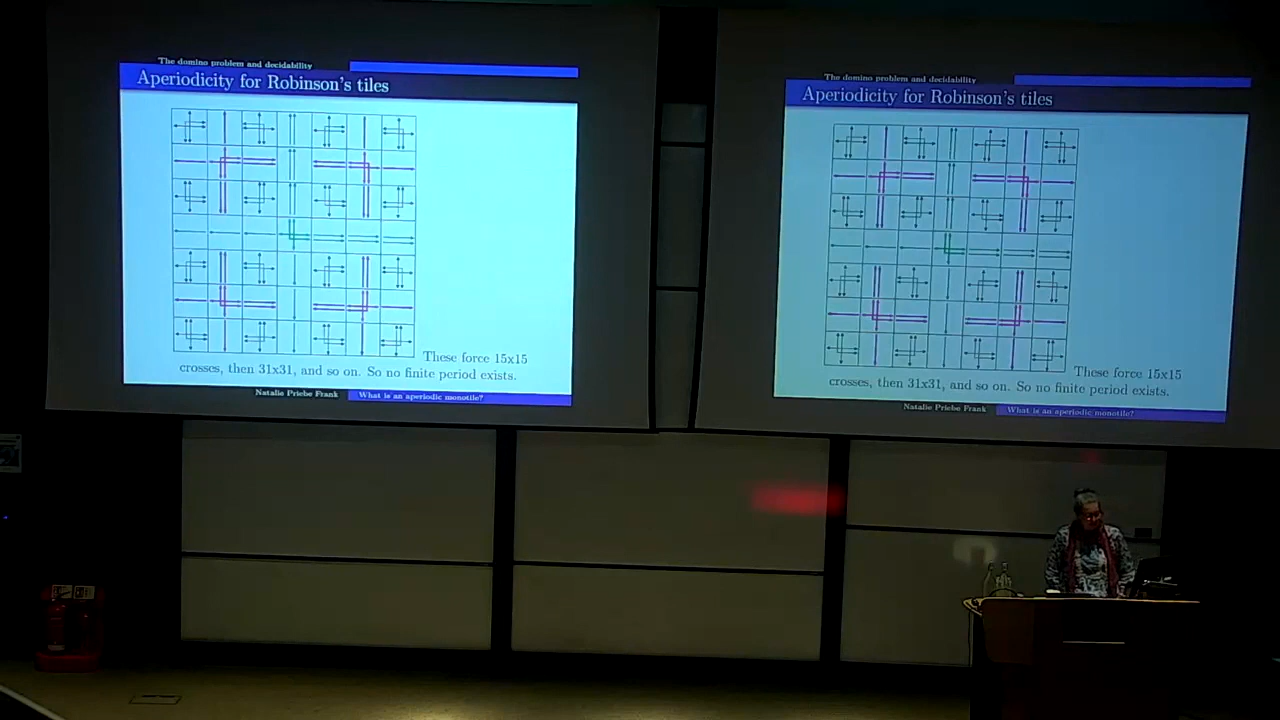 The domino problem and decidability
Aperiodicity for Robinson's tiles
These force 15x15
crosses, then 31x31, and so on. So no finite period exists.
Natalie Priebe Frank
What is an aperiodic monotile?
The domino problem and decidability
Aperiodicity for Robinson's tiles
These force 15x15
crosses, then 31x31, and so on. So no finite period exists.
Natalie Priebe Frank
What is an aperiodic monotile?